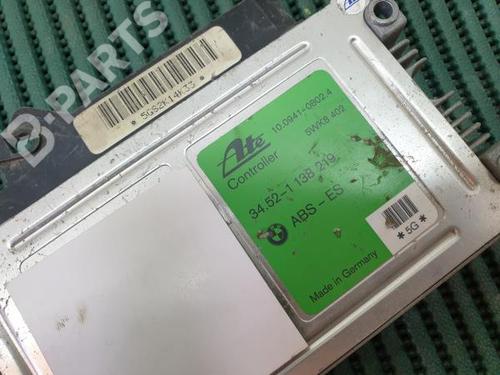 B-PARTS
*5GS2K14K33*
Ate
Controller
10.0941-0802.4
5WK8 402
34.52-1 138 219
ABS-ES
*5G*
Made in Germany